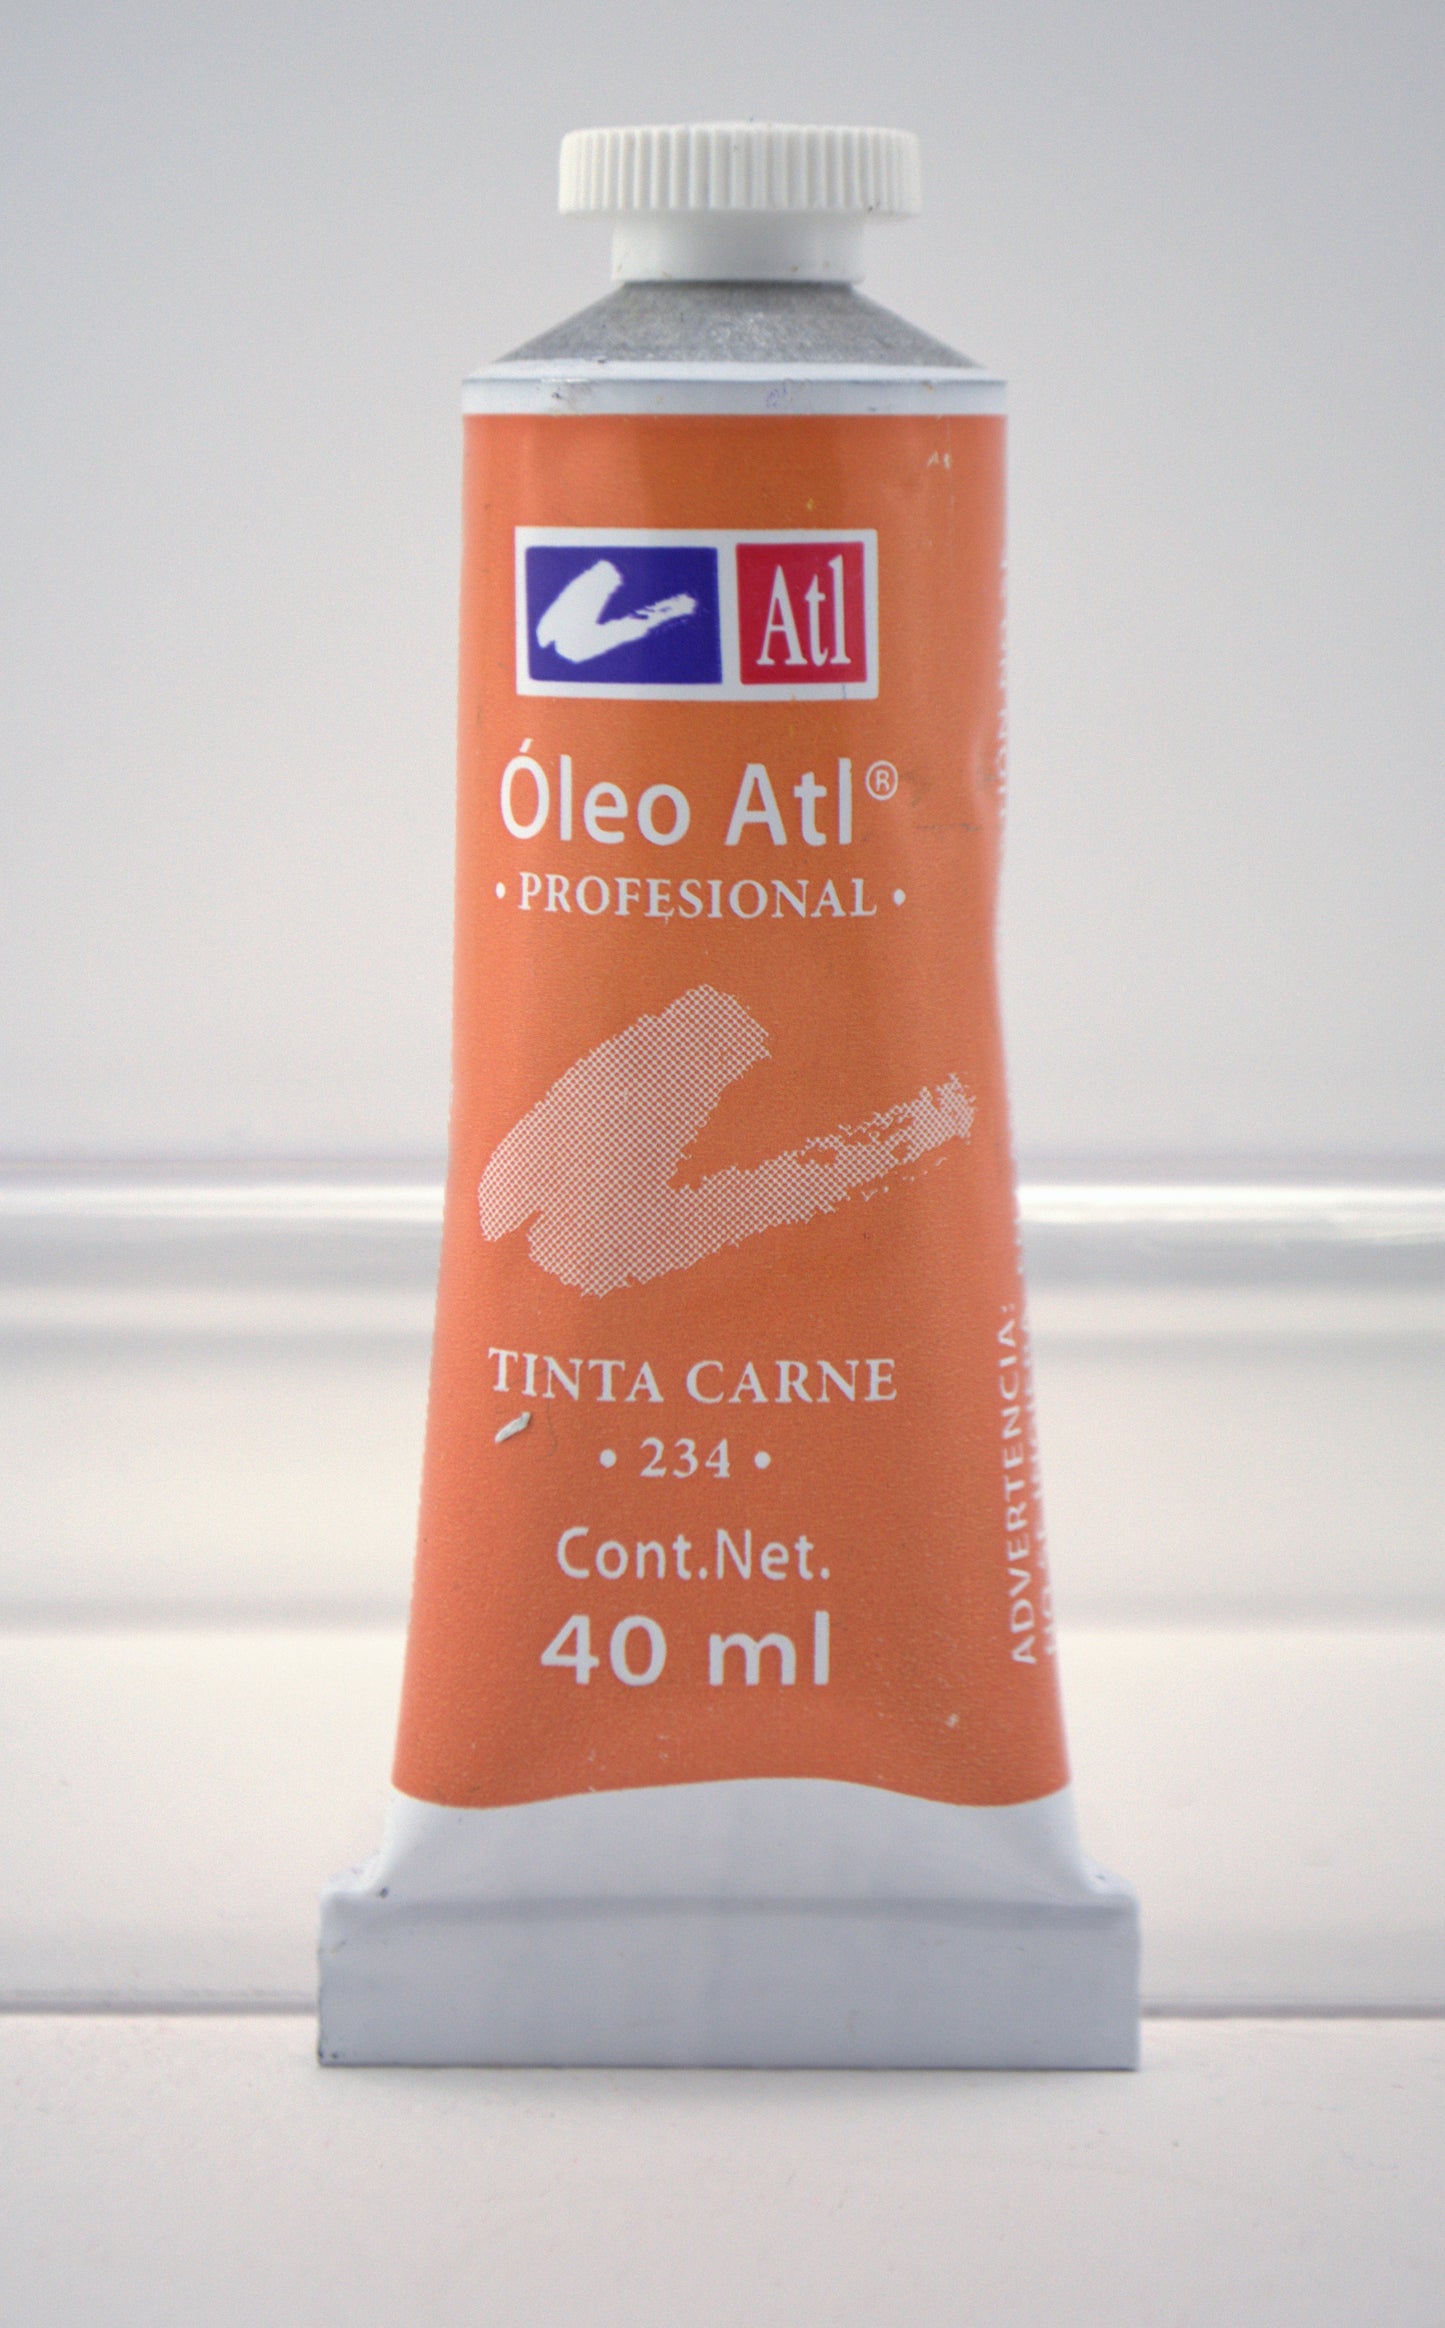 Atl
Óleo Atl®
• PROFESIONAL •
TINTA CARNE
• 234 •
Cont.Net.
40 ml
ADVERTENCIA: